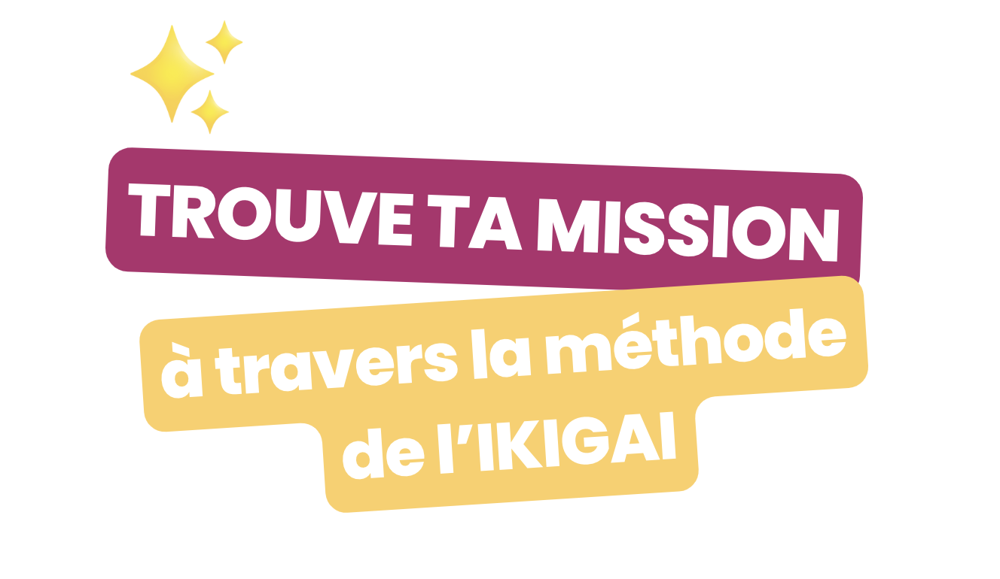 TROUVE TA MISSION
à travers la méthode
de l’IKIGAI